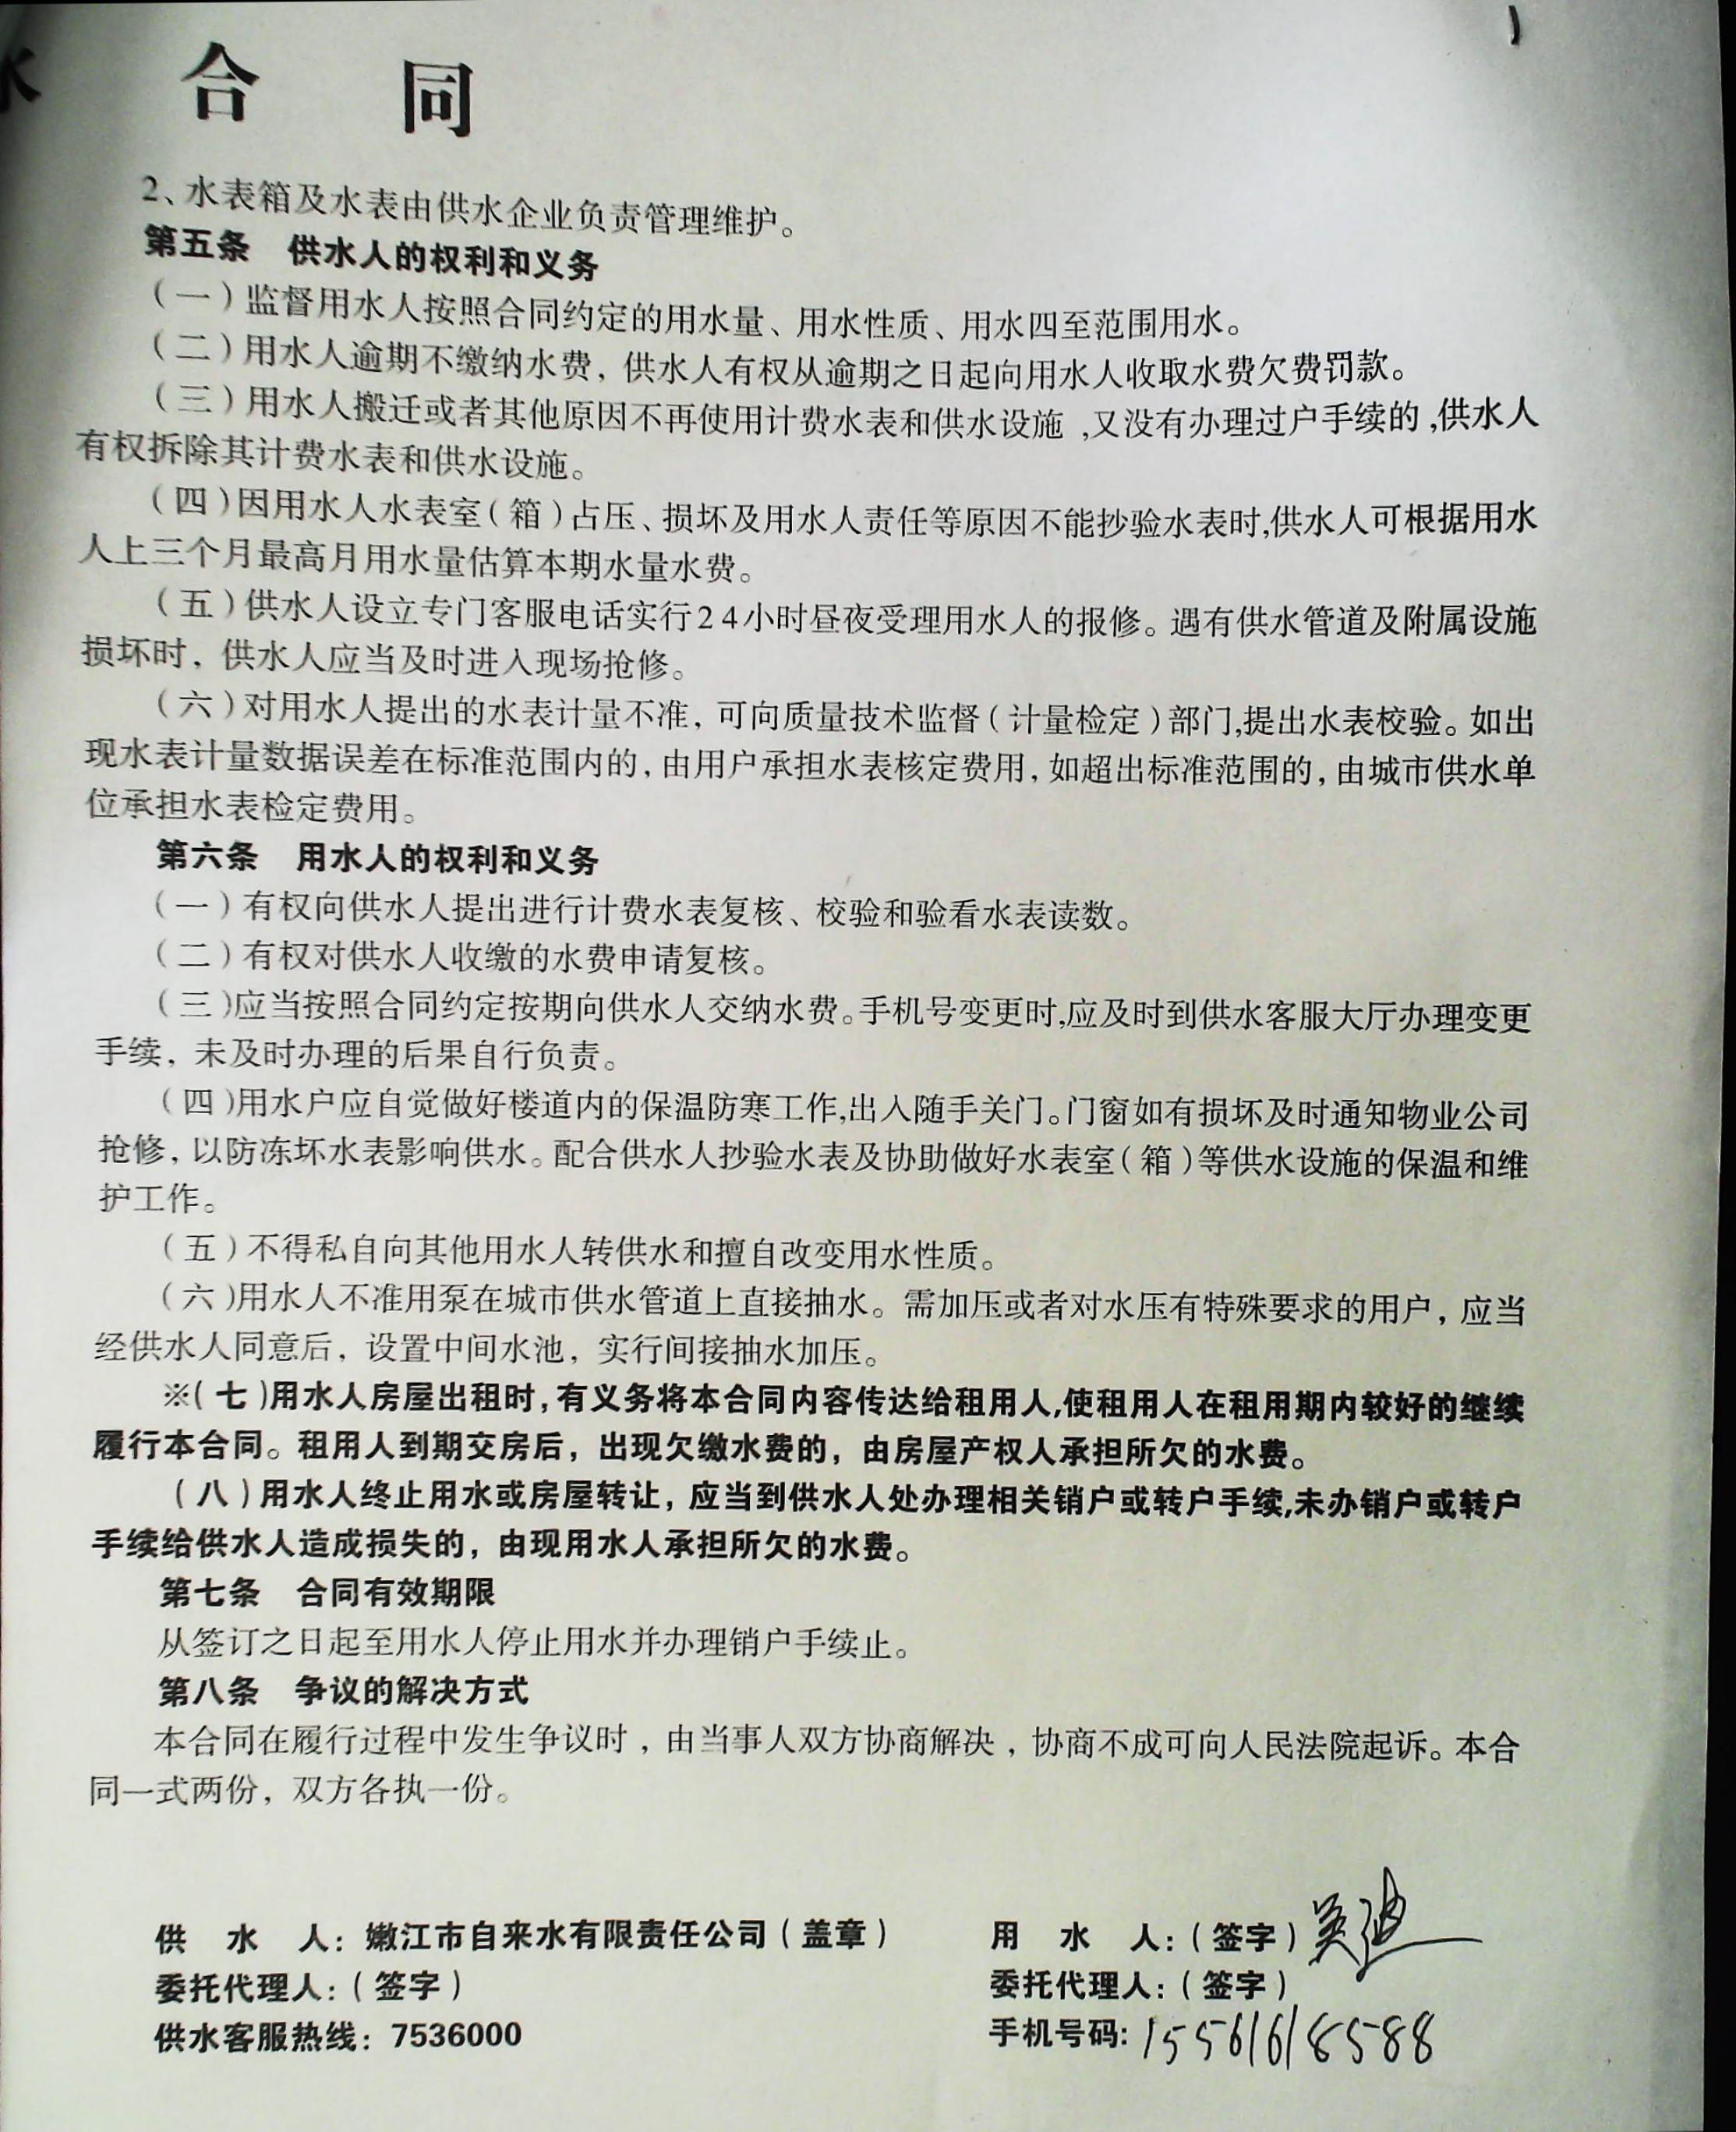 水 合 同
2、水表箱及水表由供水企业负责管理维护。
第五条 供水人的权利和义务
（一）监督用水人按照合同约定的用水量、用水性质、用水四至范围用水。
（二）用水人逾期不缴纳水费，供水人有权从逾期之日起向用水人收取水费欠费罚款。
（三）用水人搬迁或者其他原因不再使用计费水表和供水设施,又没有办理过户手续的,供水人
有权拆除其计费水表和供水设施。
（四）因用水人水表室（箱）占压、损坏及用水人责任等原因不能抄验水表时,供水人可根据用水
人上三个月最高月用水量估算本期水量水费。
（五）供水人设立专门客服电话实行24小时昼夜受理用水人的报修。遇有供水管道及附属设施
损坏时，供水人应当及时进入现场抢修。
（六）对用水人提出的水表计量不准，可向质量技术监督（计量检定）部门,提出水表校验。如出
现水表计量数据误差在标准范围内的，由用户承担水表核定费用，如超出标准范围的，由城市供水单
位承担水表检定费用。
第六条 用水人的权利和义务
（一）有权向供水人提出进行计费水表复核、校验和验看水表读数。
（二）有权对供水人收缴的水费申请复核。
（三)应当按照合同约定按期向供水人交纳水费。手机号变更时,应及时到供水客服大厅办理变更
手续，未及时办理的后果自行负责。
（四)用水户应自觉做好楼道内的保温防寒工作,出入随手关门。门窗如有损坏及时通知物业公司
抢修，以防冻坏水表影响供水。配合供水人抄验水表及协助做好水表室（箱）等供水设施的保温和维
护工作。
（五）不得私自向其他用水人转供水和擅自改变用水性质。
（六)用水人不准用泵在城市供水管道上直接抽水。需加压或者对水压有特殊要求的用户，应当
经供水人同意后，设置中间水池，实行间接抽水加压。
※（七)用水人房屋出租时,有义务将本合同内容传达给租用人,使租用人在租用期内较好的继续
履行本合同。租用人到期交房后，出现欠缴水费的，由房屋产权人承担所欠的水费。
（八）用水人终止用水或房屋转让，应当到供水人处办理相关销户或转户手续,未办销户或转户
手续给供水人造成损失的，由现用水人承担所欠的水费。
第七条 合同有效期限
从签订之日起至用水人停止用水并办理销户手续止。
第八条 争议的解决方式
本合同在履行过程中发生争议时，由当事人双方协商解决，协商不成可向人民法院起诉。本合
同一式两份，双方各执一份。
供 水 人：嫩江市自来水有限责任公司（盖章）
委托代理人：（签字）
供水客服热线：7536000
用 水 人：（签字）吴迪
委托代理人：（签字）
手机号码：15561618588